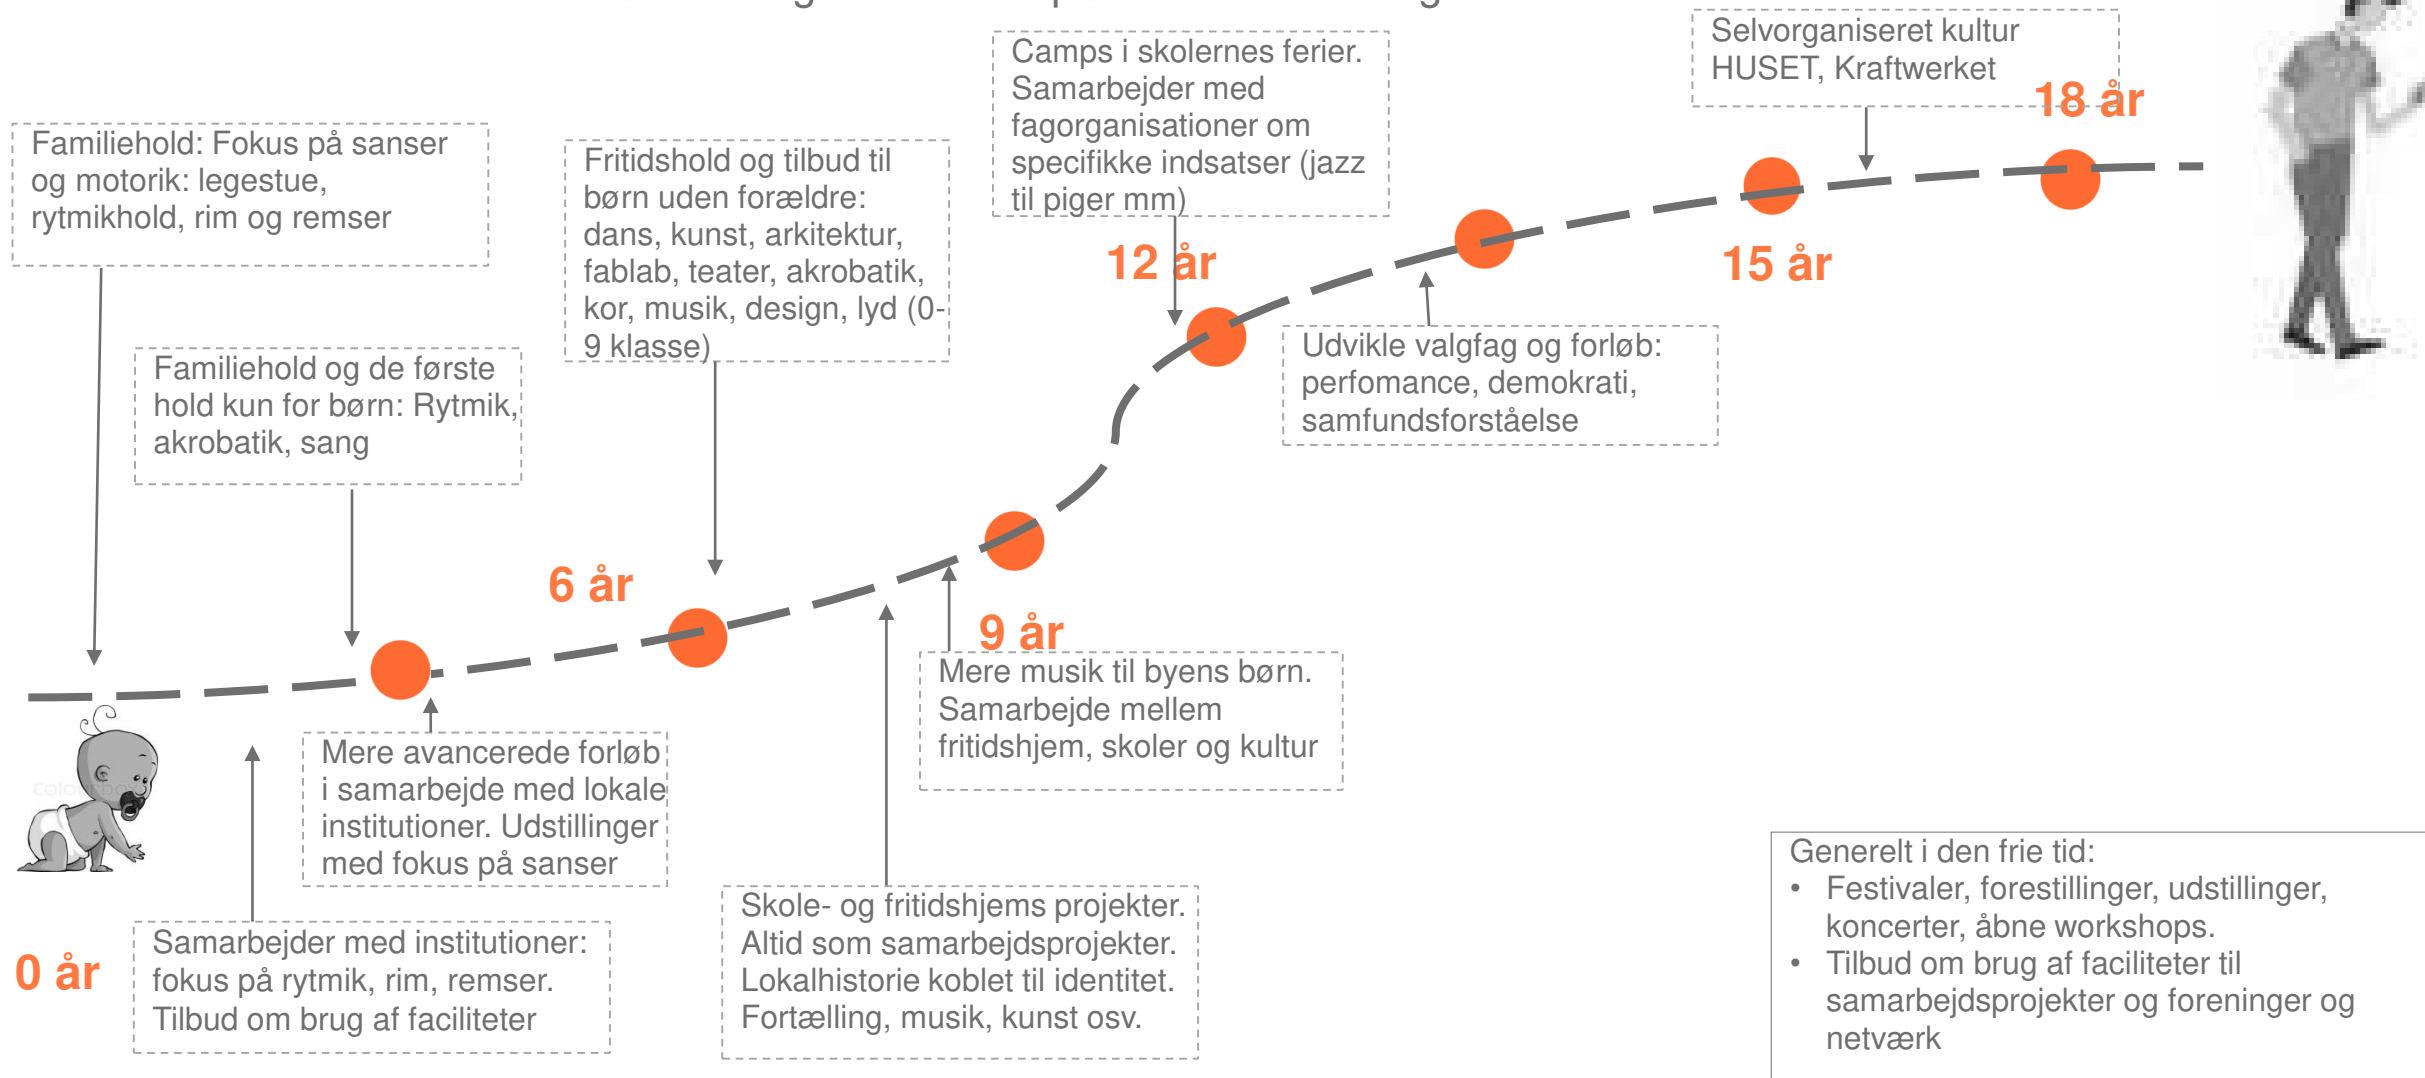 Selvorganiseret kultur
HUSET, Kraftwerket
18 år
Camps i skolernes ferier.
Samarbejder med
fagorganisationer om
specifikke indsatser (jazz
til piger mm)
12 år
15 år
Familiehold: Fokus på sanser
og motorik: legestue,
rytmikhold, rim og remser
Fritidshold og tilbud til
børn uden forældre:
dans, kunst, arkitektur,
fablab, teater, akrobatik,
kor, musik, design, lyd (0-
9 klasse)
Familiehold og de første
hold kun for børn: Rytmik,
akrobatik, sang
Udvikle valgfag og forløb:
perfomance, demokrati,
samfundsforståelse
6 år
9 år
Mere musik til byens børn.
Samarbejde mellem
fritidshjem, skoler og kultur
Mere avancerede forløb
i samarbejde med lokale
institutioner. Udstillinger
med fokus på sanser
0 år
Samarbejder med institutioner:
fokus på rytmik, rim, remser.
Tilbud om brug af faciliteter
Skole- og fritidshjems projekter.
Altid som samarbejdsprojekter.
Lokalhistorie koblet til identitet.
Fortælling, musik, kunst osv.
Generelt i den frie tid:
• Festivaler, forestillinger, udstillinger,
koncerter, åbne workshops.
• Tilbud om brug af faciliteter til
samarbejdsprojekter og foreninger og
netværk